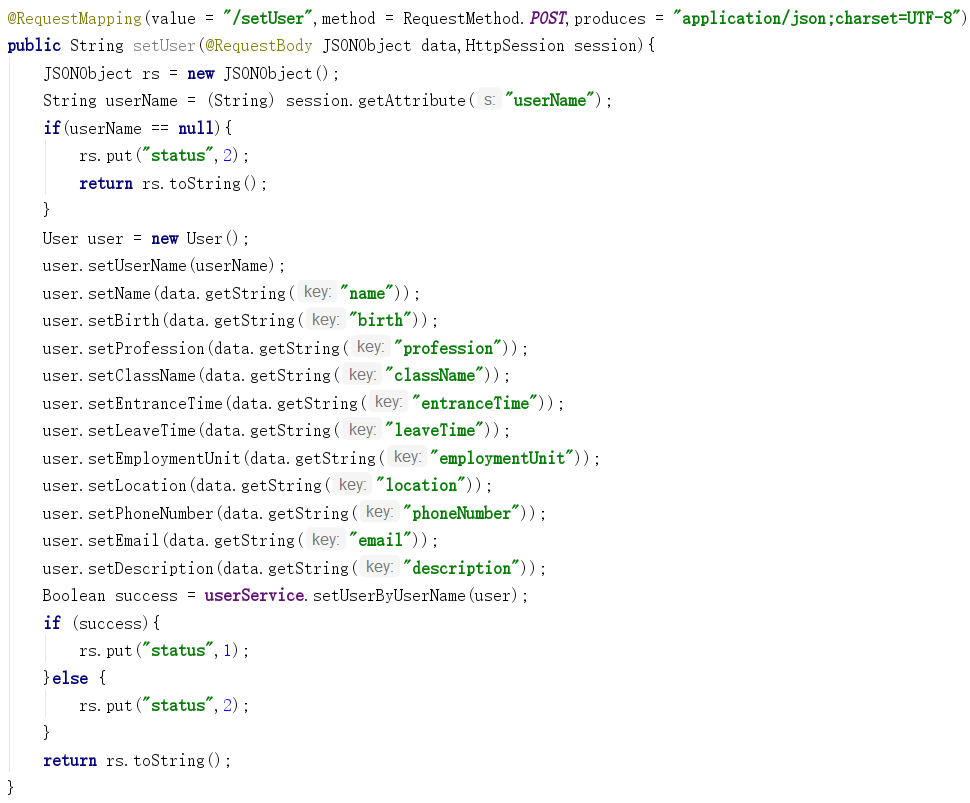 @RequestMapping(value = "/setUser",method = RequestMethod.POST,produces = "application/json;charset=UTF-8")
public String setUser(@RequestBody JSONObject data,HttpSession session){
    JSONObject rs = new JSONObject();
    String userName = (String) session.getAttribute( s: "userName");
    if(userName == null){
        rs.put("status",2);
        return rs.toString();
    }
    User user = new User();
    user.setUserName(userName);
    user.setName(data.getString( key: "name"));
    user.setBirth(data.getString( key: "birth"));
    user.setProfession(data.getString( key: "profession"));
    user.setClassName(data.getString( key: "className"));
    user.setEntranceTime(data.getString( key: "entranceTime"));
    user.setLeaveTime(data.getString( key: "leaveTime"));
    user.setEmploymentUnit(data.getString( key: "employmentUnit"));
    user.setLocation(data.getString( key: "location"));
    user.setPhoneNumber(data.getString( key: "phoneNumber"));
    user.setEmail(data.getString( key: "email"));
    user.setDescription(data.getString( key: "description"));
    Boolean success = userService.setUserByUserName(user);
    if (success){
        rs.put("status",1);
    }else {
        rs.put("status",2);
    }
    return rs.toString();
}